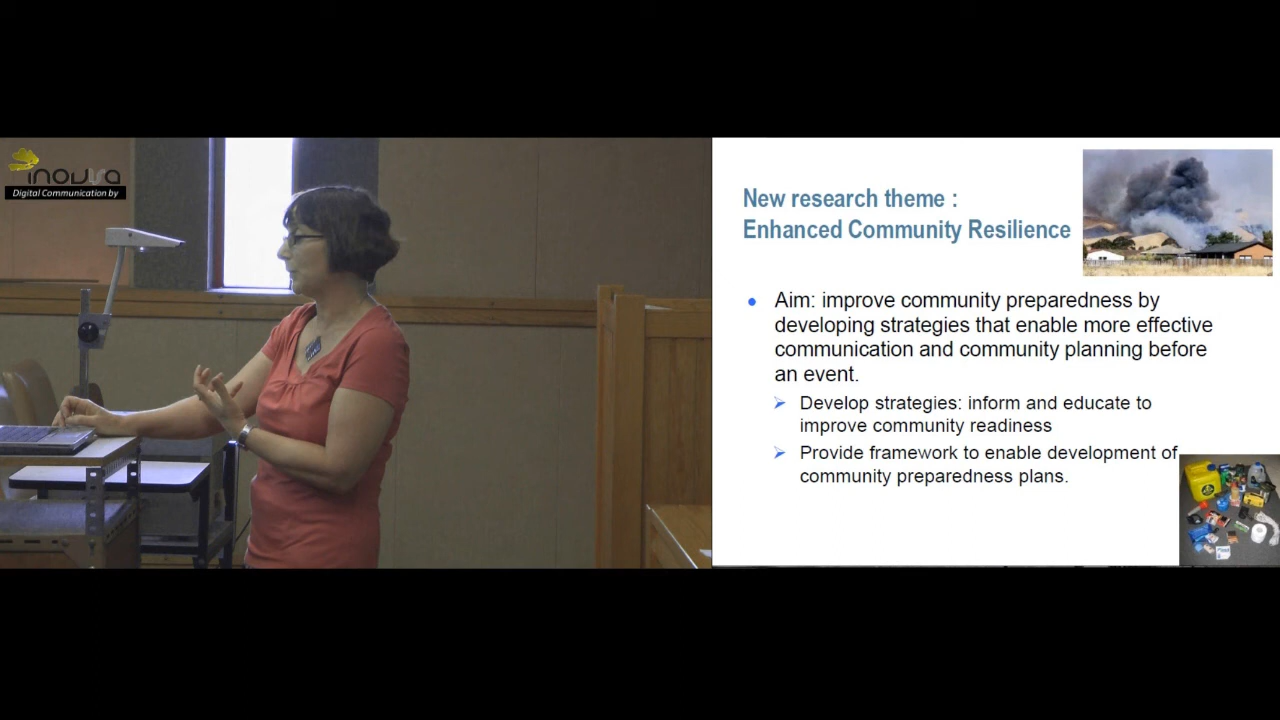 inovra
Digital Communication by
New research theme :
Enhanced Community Resilience
• Aim: improve community preparedness by
developing strategies that enable more effective
communication and community planning before
an event.
➢ Develop strategies: inform and educate to
improve community readiness
➢ Provide framework to enable development of
community preparedness plans.